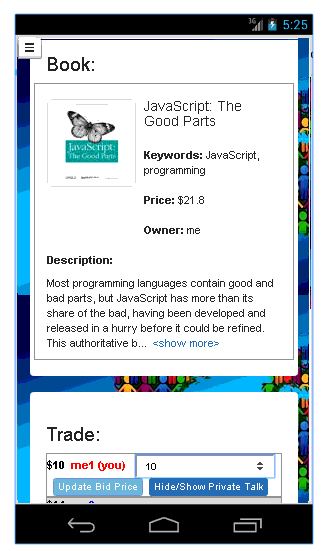 3G 5:25
Book:
JavaScript:
The Good Parts
JavaScript: The
Good Parts
Keywords: JavaScript,
programming
Price: $21.8
Owner: me
Description:
Most programming languages contain good and
bad parts, but JavaScript has more than its
share of the bad, having been developed and
released in a hurry before it could be refined.
This authoritative b... <show more>
Trade:
$10 me1 (you) 10
Update Bid Price Hide/Show Private Talk